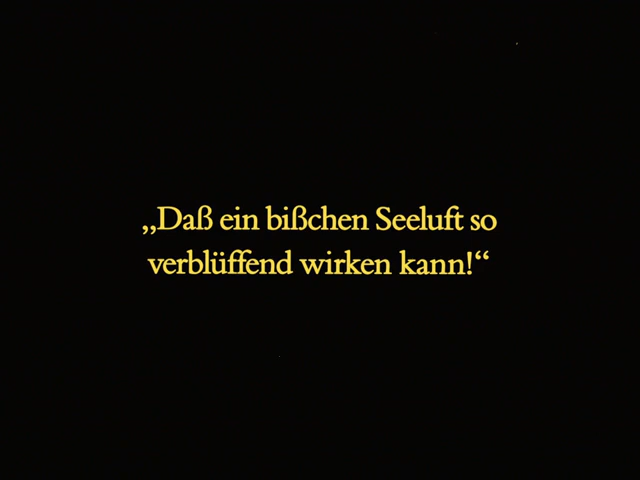 „Daß ein bißchen Seeluft so
verblüffend wirken kann!“